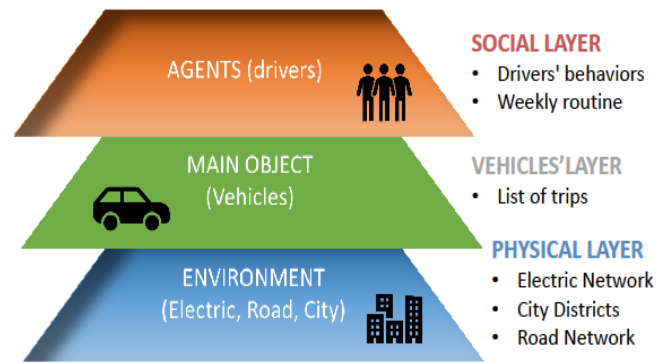 AGENTS (drivers)
SOCIAL LAYER
• Drivers' behaviors
• Weekly routine
MAIN OBJECT
(Vehicles)
VEHICLES'LAYER
• List of trips
ENVIRONMENT
(Electric, Road, City)
PHYSICAL LAYER
• Electric Network
• City Districts
• Road Network